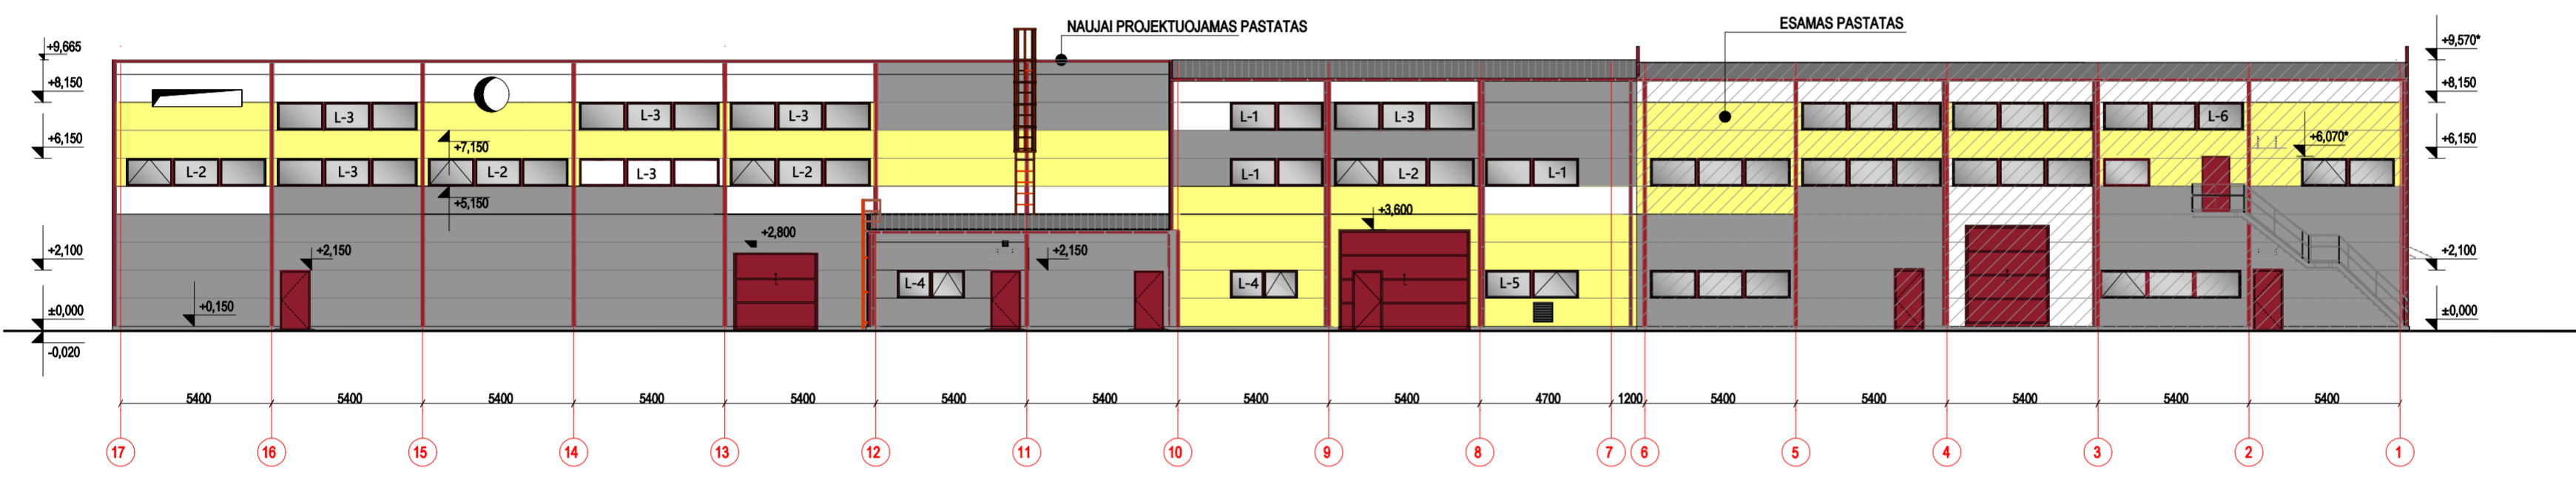 NAUJAI PROJEKTUOJAMAS PASTATAS
ESAMAS PASTATAS
+9,665
+9,570*
+8,150
+8,150
L-3
L-3
L-3
L-1
L-3
L-6
+6,150
+7,150
+6,070*
+6,150
L-2
L-3
L-2
L-3
L-2
L-1
L-2
L-1
+5,150
+3,600
+2,800
+2,100
+2,150
+2,150
+2,100
L-4
L-4
L-5
+0,150
±0,000
±0,000
-0,020
5400 5400 5400 5400 5400 5400 5400 5400 5400 4700 1200 5400 5400 5400 5400 5400
17 16 15 14 13 12 11 10 9 8 7 6 5 4 3 2 1